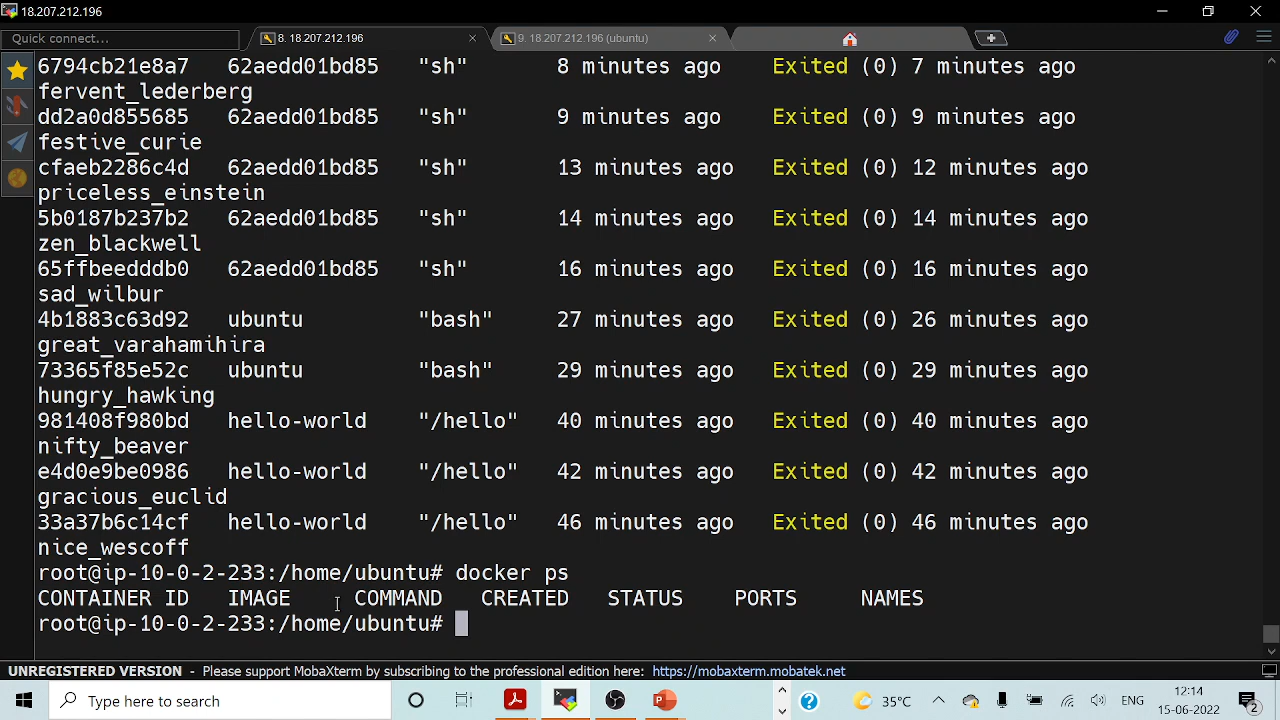 18.207.212.196
Quick connect...
8. 18.207.212.196
9. 18.207.212.196 (ubuntu)
6794cb21e8a7 62aedd01bd85 "sh" 8 minutes ago Exited (0) 7 minutes ago
fervent_lederberg
dd2a0d855685 62aedd01bd85 "sh" 9 minutes ago Exited (0) 9 minutes ago
festive_curie
cfaeb2286c4d 62aedd01bd85 "sh" 13 minutes ago Exited (0) 12 minutes ago
priceless_einstein
5b0187b237b2 62aedd01bd85 "sh" 14 minutes ago Exited (0) 14 minutes ago
zen_blackwell
65ffbeedddb0 62aedd01bd85 "sh" 16 minutes ago Exited (0) 16 minutes ago
sad_wilbur
4b1883c63d92 ubuntu "bash" 27 minutes ago Exited (0) 26 minutes ago
great_varahamihira
73365f85e52c ubuntu "bash" 29 minutes ago Exited (0) 29 minutes ago
hungry_hawking
981408f980bd hello-world "/hello" 40 minutes ago Exited (0) 40 minutes ago
nifty_beaver
e4d0e9be0986 hello-world "/hello" 42 minutes ago Exited (0) 42 minutes ago
gracious_euclid
33a37b6c14cf hello-world "/hello" 46 minutes ago Exited (0) 46 minutes ago
nice_wescoff
root@ip-10-0-2-233:/home/ubuntu# docker ps
CONTAINER ID IMAGE COMMAND CREATED STATUS PORTS NAMES
root@ip-10-0-2-233:/home/ubuntu#
UNREGISTERED VERSION - Please support MobaXterm by subscribing to the professional edition here: https://mobaxterm.mobatek.net
Type here to search
35°C
ENG
12:14
15-06-2022
2